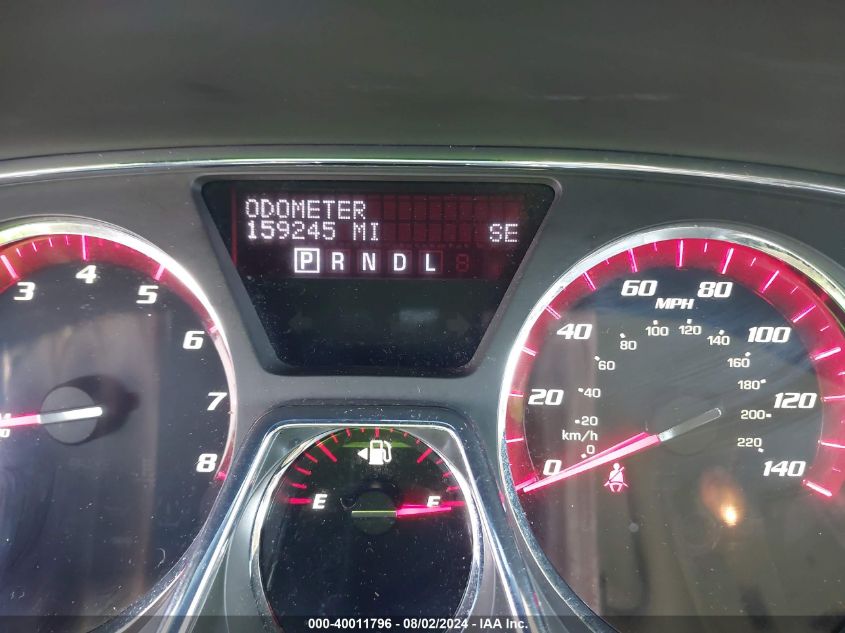 ODOMETER
159245 MI SE
P R N D L
3 4 5 6 7 8
0 20 40 60 80 100 120 140
MPH
0 20 40 60 80 100 120 140 160 180 200 220
km/h
E F
000-40011796 - 08/02/2024 - IAA Inc.